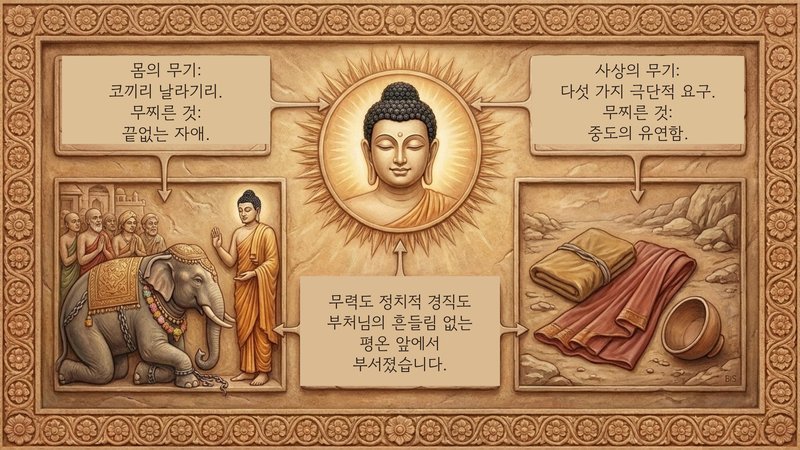 몸의 무기:
코끼리 날라기리.
무찌른 것:
끝없는 자애.
사상의 무기:
다섯 가지 극단적 요구.
무찌른 것:
중도의 유연함.
무력도 정치적 경직도
부처님의 흔들림 없는
평온 앞에서
부서졌습니다.